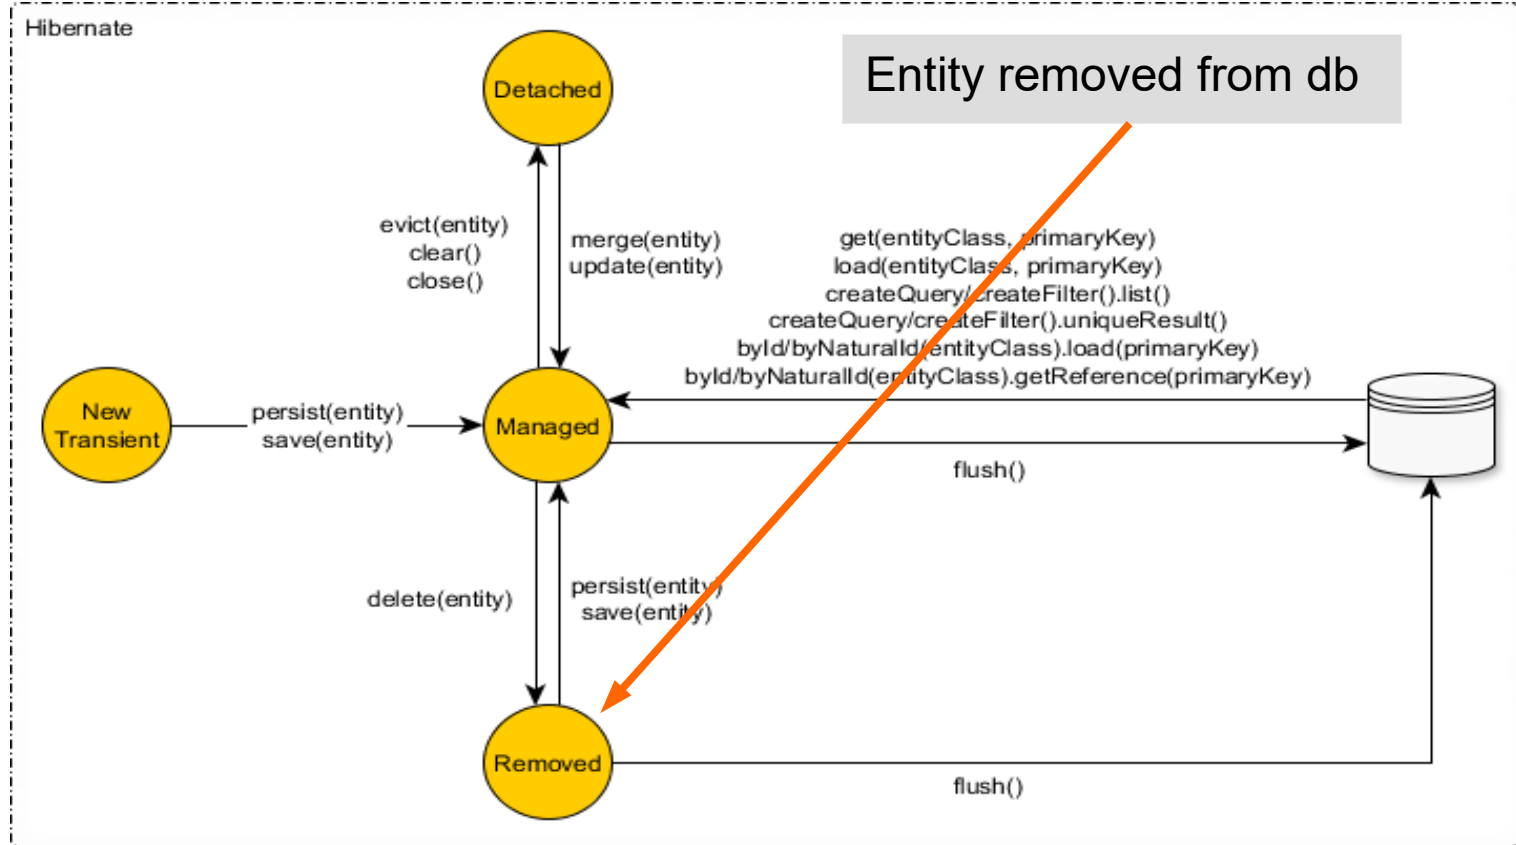 Hibernate
Entity removed from db
Detached
evict(entity)
clear()
close()
merge(entity)
update(entity)
get(entityClass, primaryKey)
load(entityClass, primaryKey)
createQuery/createFilter().list()
createQuery/createFilter().uniqueResult()
byId/byNaturalId(entityClass).load(primaryKey)
byId/byNaturalId(entityClass).getReference(primaryKey)
New
Transient
persist(entity)
save(entity)
Managed
flush()
delete(entity)
persist(entity)
save(entity)
Removed
flush()